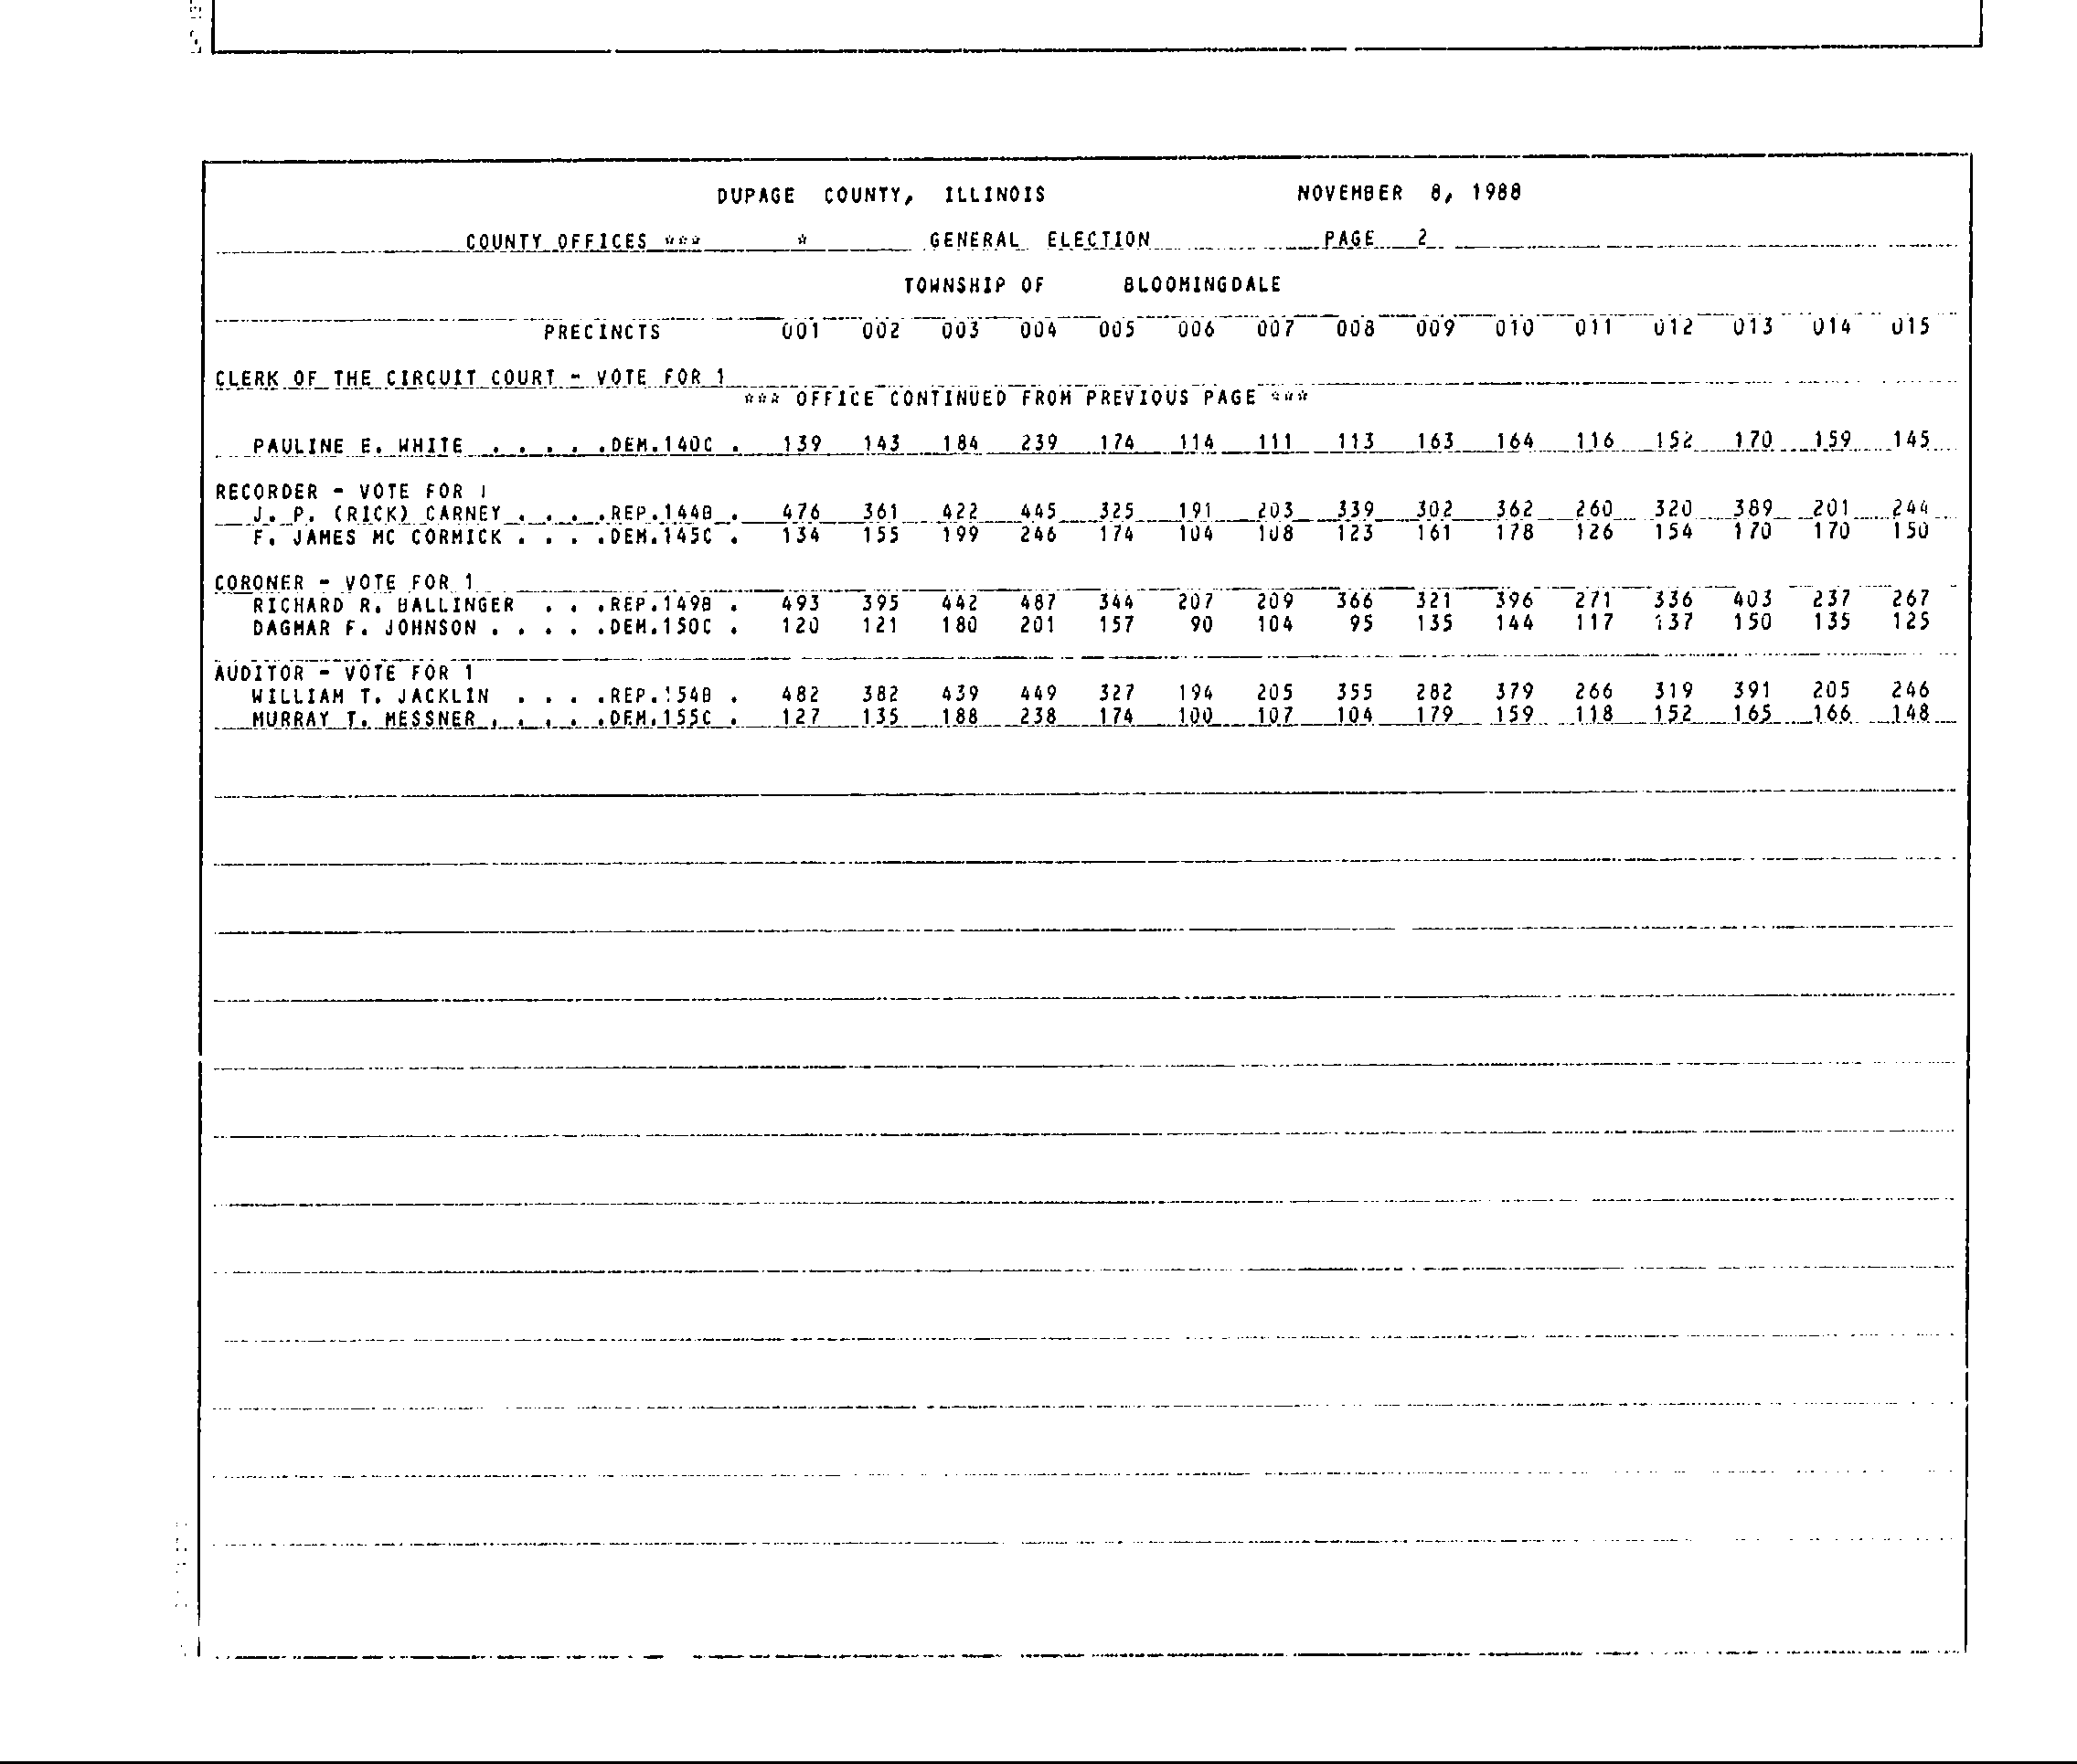 DUPAGE COUNTY, ILLINOIS NOVEMBER 8, 1988
COUNTY OFFICES *** * GENERAL ELECTION PAGE 2
TOWNSHIP OF BLOOMINGDALE
PRECINCTS 001 002 003 004 005 006 007 008 009 010 011 012 013 014 015
CLERK OF THE CIRCUIT COURT - VOTE FOR 1
*** OFFICE CONTINUED FROM PREVIOUS PAGE ***
PAULINE E. WHITE . . . . .DEM.140C . 139 143 184 239 174 114 111 113 163 164 116 152 170 159 145
RECORDER - VOTE FOR 1
J. P. (RICK) CARNEY . . . .REP.144B . 476 361 422 445 325 191 203 339 302 362 260 320 389 201 244
F. JAMES MC CORMICK . . . .DEM.145C . 134 155 199 246 174 104 108 123 161 178 126 154 170 170 150
CORONER - VOTE FOR 1
RICHARD R. BALLINGER . . .REP.149B . 493 395 442 487 344 207 209 366 321 396 271 336 403 237 267
DAGMAR F. JOHNSON . . . . .DEM.150C . 120 121 180 201 157 90 104 95 135 144 117 137 150 135 125
AUDITOR - VOTE FOR 1
WILLIAM T. JACKLIN . . . .REP.154B . 482 382 439 449 327 194 205 355 282 379 266 319 391 205 246
MURRAY T. MESSNER . . . . .DEM.155C . 127 135 188 238 174 100 107 104 179 159 118 152 165 166 148